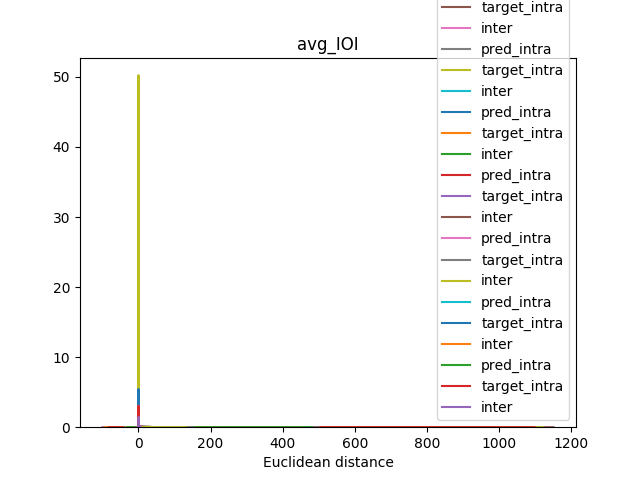 target_intra
inter
avg_IOI
pred_intra
target_intra
inter
pred_intra
target_intra
inter
pred_intra
target_intra
inter
pred_intra
target_intra
inter
pred_intra
target_intra
inter
pred_intra
target_intra
inter
50
40
30
20
10
0
0 200 400 600 800 1000 1200
Euclidean distance